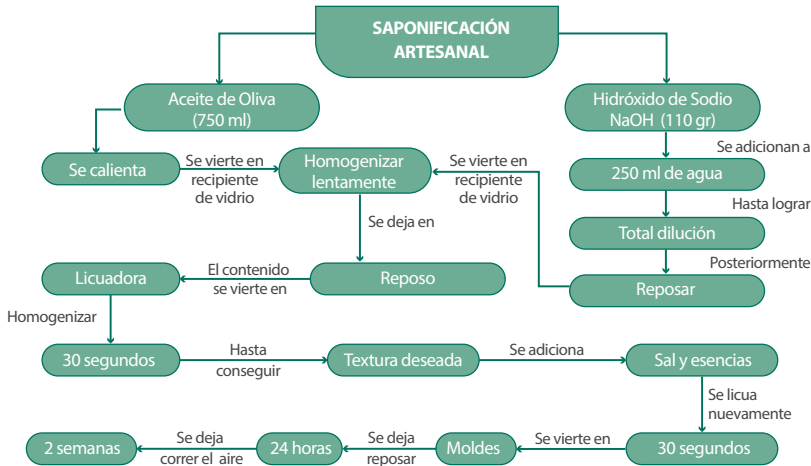 SAPONIFICACIÓN
ARTESANAL
Aceite de Oliva
(750 ml)
Hidróxido de Sodio
NaOH (110 gr)
Se adicionan a
Se calienta
Se vierte en
recipiente
de vidrio
Homogenizar
lentamente
Se vierte en
recipiente
de vidrio
250 ml de agua
Hasta lograr
Se deja en
Total dilución
Posteriormente
Licuadora
El contenido
se vierte en
Reposo
Reposar
Homogenizar
30 segundos
Hasta
conseguir
Textura deseada
Se adiciona
Sal y esencias
Se licua
nuevamente
2 semanas
Se deja
correr el aire
24 horas
Se deja
reposar
Moldes
Se vierte en
30 segundos